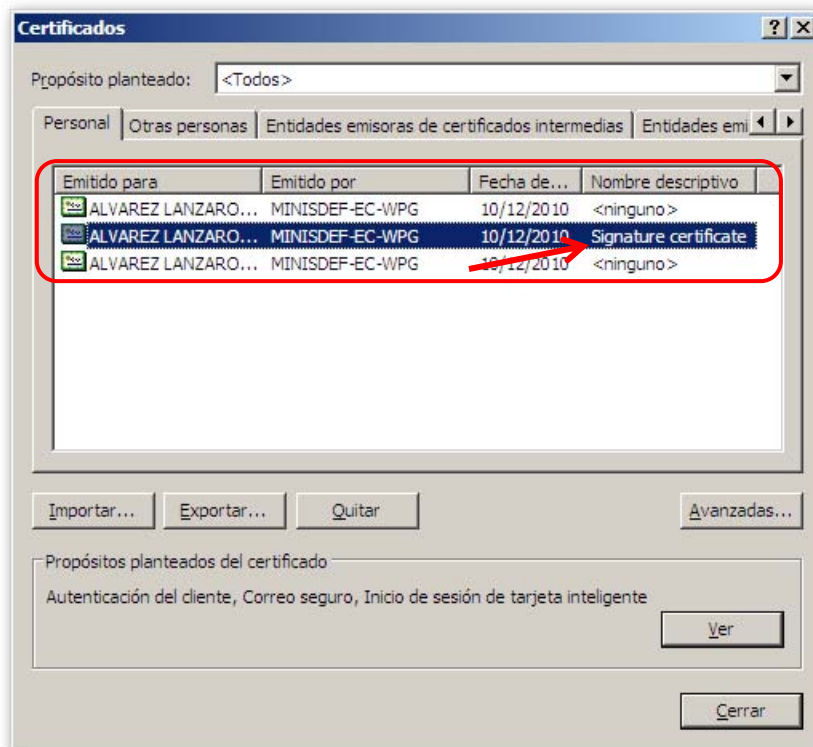 Certificados
Propósito planteado: <Todos>
Personal Otras personas Entidades emisoras de certificados intermedias Entidades emi
Emitido para Emitido por Fecha de... Nombre descriptivo
ALVAREZ LANZARO... MINISDEF-EC-WPG 10/12/2010 <ninguno>
ALVAREZ LANZARO... MINISDEF-EC-WPG 10/12/2010 Signature certificate
ALVAREZ LANZARO... MINISDEF-EC-WPG 10/12/2010 <ninguno>
Importar... Exportar... Quitar Avanzadas...
Propósitos planteados del certificado
Autenticación del cliente, Correo seguro, Inicio de sesión de tarjeta inteligente
Ver
Cerrar